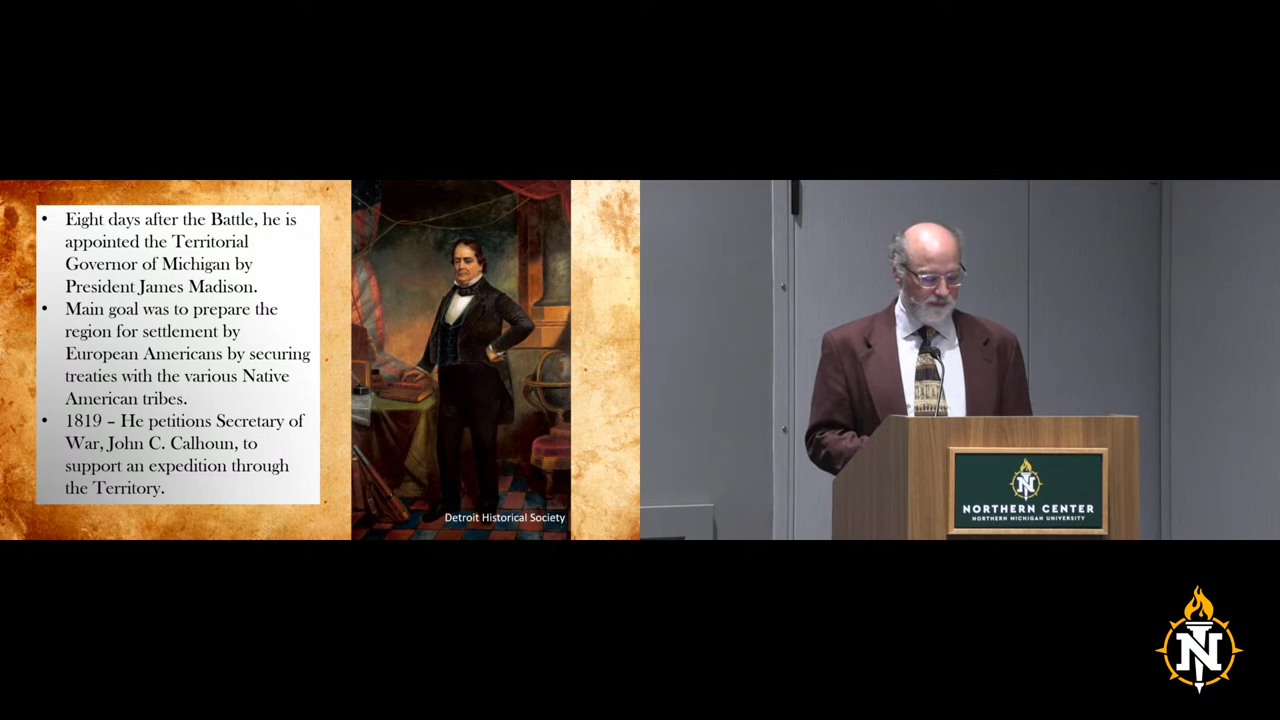 • Eight days after the Battle, he is
appointed the Territorial
Governor of Michigan by
President James Madison.
• Main goal was to prepare the
region for settlement by
European Americans by securing
treaties with the various Native
American tribes.
• 1819 – He petitions Secretary of
War, John C. Calhoun, to
support an expedition through
the Territory.
Detroit Historical Society
N
NORTHERN CENTER
NORTHERN MICHIGAN UNIVERSITY
N